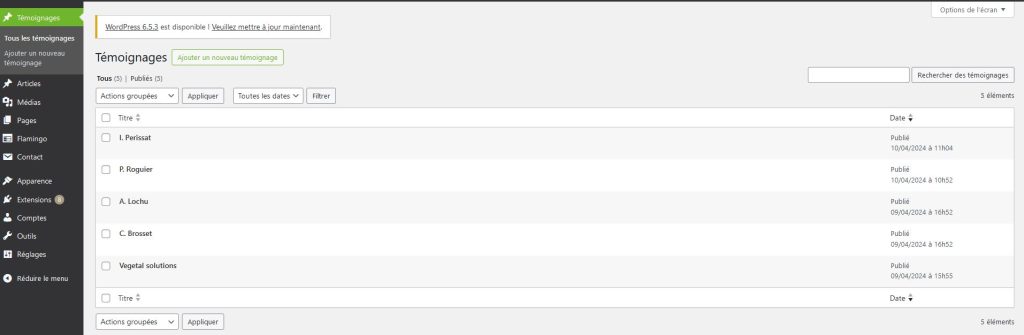 Témoignages
Tous les témoignages
Ajouter un nouveau
témoignage
Articles
Médias
Pages
Flamingo
Contact
Apparence
Extensions 8
Comptes
Outils
Réglages
Réduire le menu
Options de l'écran
WordPress 6.5.3 est disponible ! Veuillez mettre à jour maintenant.
Témoignages Ajouter un nouveau témoignage
Tous (5) | Publiés (5)
Rechercher des témoignages
Actions groupées Appliquer Toutes les dates Filtrer 5 éléments
Titre Date
I. Perissat Publié
10/04/2024 à 11h04
P. Roguier Publié
10/04/2024 à 10h52
A. Lochu Publié
09/04/2024 à 16h52
C. Brosset Publié
09/04/2024 à 16h52
Vegetal solutions Publié
09/04/2024 à 15h55
Titre Date
Actions groupées Appliquer 5 éléments